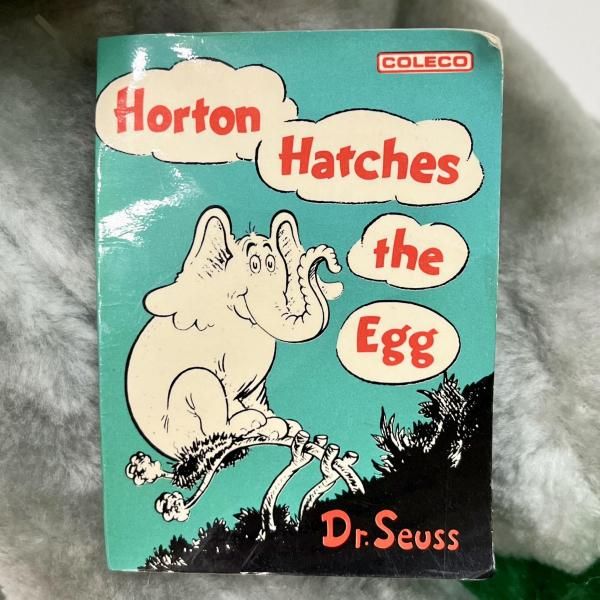 COLECO
Horton
Hatches
the
Egg
Dr. Seuss